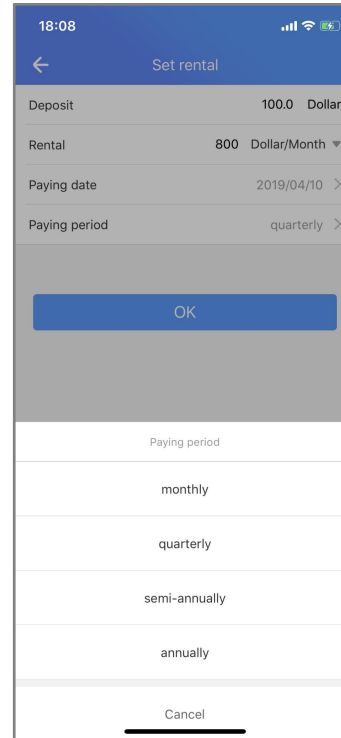 18:08
Set rental
Deposit 100.0 Dollar
Rental 800 Dollar/Month
Paying date 2019/04/10
Paying period quarterly
OK
Paying period
monthly
quarterly
semi-annually
annually
Cancel